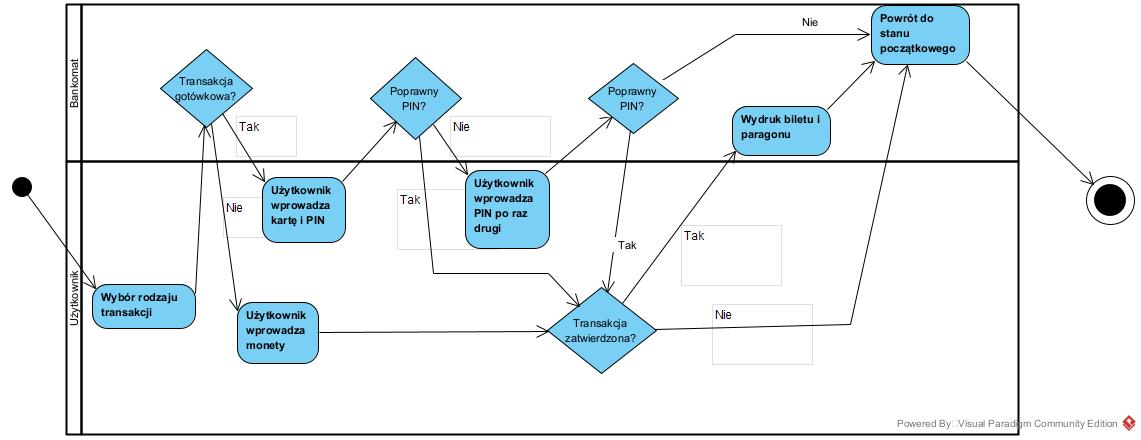 Bankomat
Użytkownik
Transakcja
gotówkowa?
Tak
Nie
Poprawny
PIN?
Nie
Tak
Poprawny
PIN?
Nie
Tak
Powrót do
stanu
początkowego
Wydruk biletu i
paragonu
Użytkownik
wprowadza
kartę i PIN
Użytkownik
wprowadza
PIN po raz
drugi
Wybór rodzaju
transakcji
Użytkownik
wprowadza
monety
Transakcja
zatwierdzona?
Tak
Nie
Powered By Visual Paradigm Community Edition